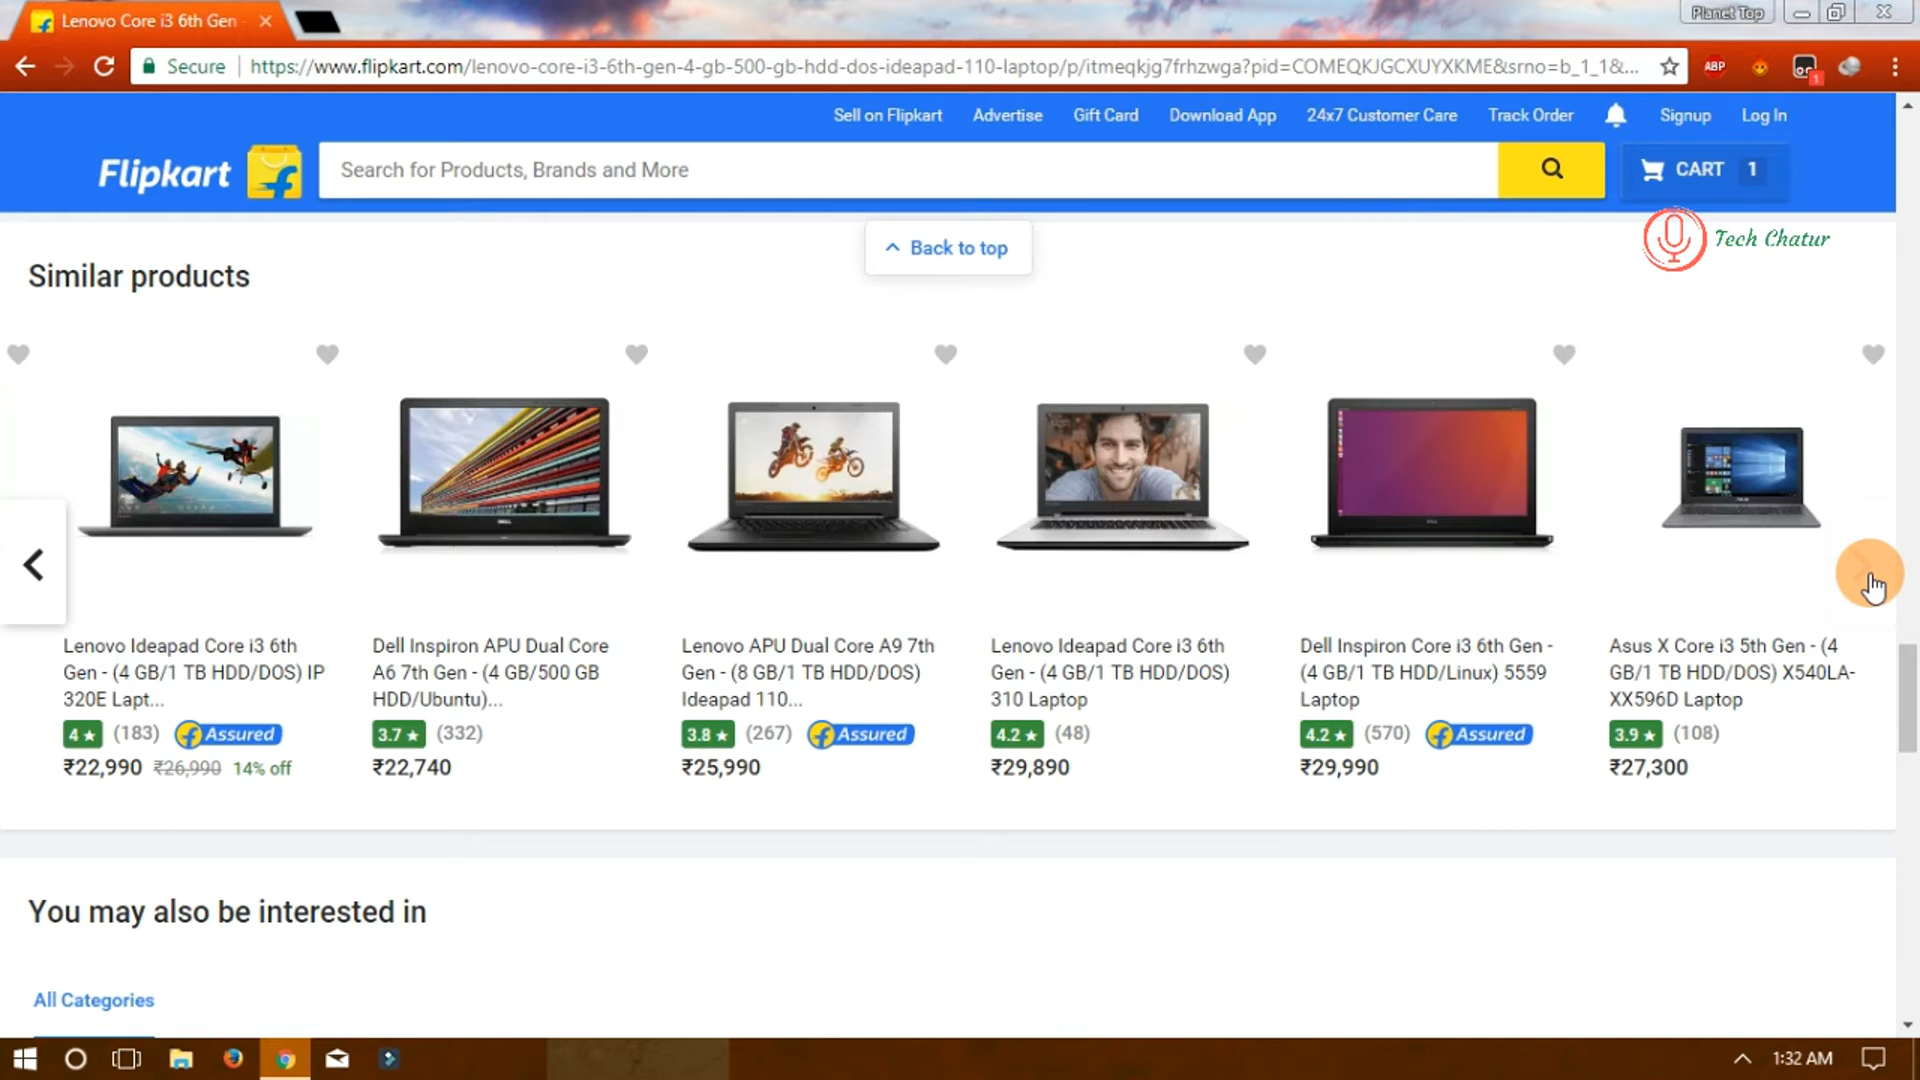 Lenovo Core i3 6th Gen
Planet Top
Secure https://www.flipkart.com/lenovo-core-i3-6th-gen-4-gb-500-gb-hdd-dos-ideapad-110-laptop/p/itmeqkjg7frhzwga?pid=COMEQKJGCXUYXKME&srno=b_1_1&...
ABP
1
Sell on Flipkart Advertise Gift Card Download App 24x7 Customer Care Track Order Signup Log In
Flipkart
Search for Products, Brands and More
CART 1
Back to top
Tech Chatur
Similar products
Lenovo Ideapad Core i3 6th
Gen - (4 GB/1 TB HDD/DOS) IP
320E Lapt...
4 ★ (183) Assured
₹22,990 ₹26,990 14% off
Dell Inspiron APU Dual Core
A6 7th Gen - (4 GB/500 GB
HDD/Ubuntu)...
3.7 ★ (332)
₹22,740
Lenovo APU Dual Core A9 7th
Gen - (8 GB/1 TB HDD/DOS)
Ideapad 110...
3.8 ★ (267) Assured
₹25,990
Lenovo Ideapad Core i3 6th
Gen - (4 GB/1 TB HDD/DOS)
310 Laptop
4.2 ★ (48)
₹29,890
Dell Inspiron Core i3 6th Gen -
(4 GB/1 TB HDD/Linux) 5559
Laptop
4.2 ★ (570) Assured
₹29,990
Asus X Core i3 5th Gen - (4
GB/1 TB HDD/DOS) X540LA-
XX596D Laptop
3.9 ★ (108)
₹27,300
You may also be interested in
All Categories
1:32 AM